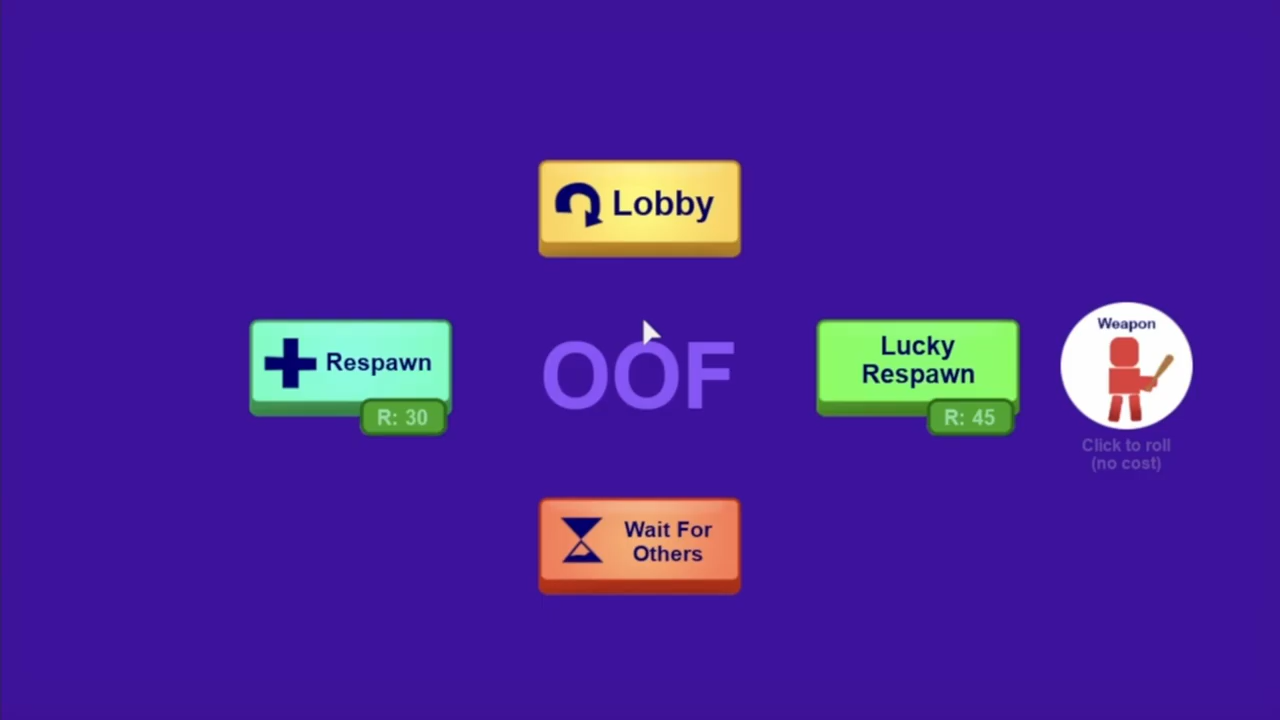 Lobby
Respawn
R: 30
OOF
Lucky
Respawn
R: 45
Weapon
Click to roll
(no cost)
Wait For
Others